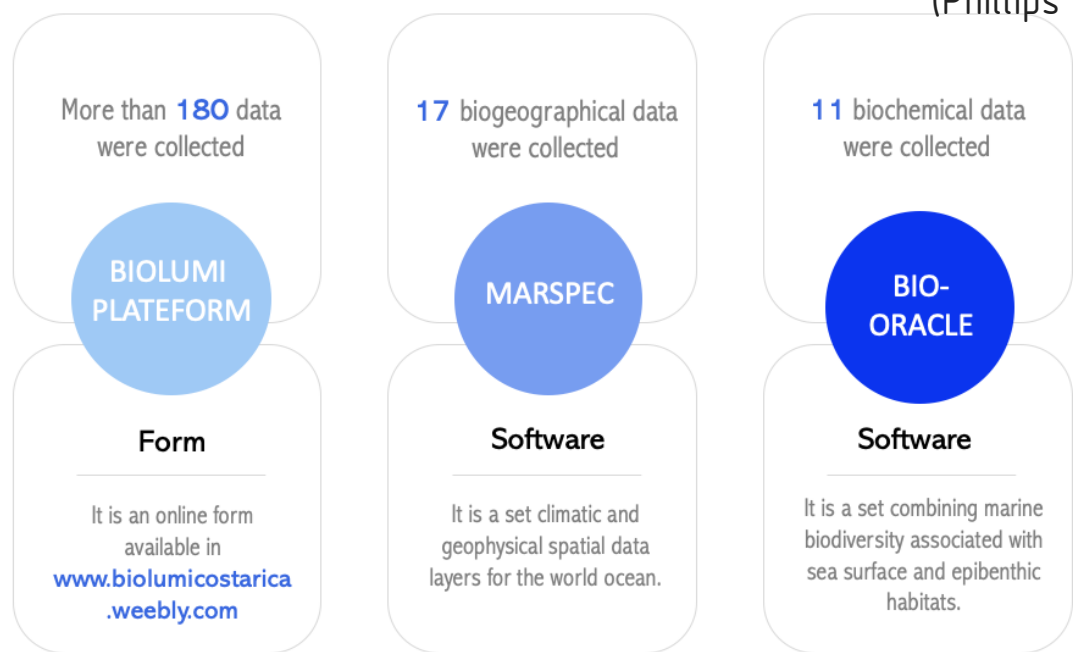 (Phillips
More than 180 data
were collected
BIOLUMI
PLATEFORM
Form
It is an online form
available in
www.biolumicostarica
.weebly.com
17 biogeographical data
were collected
MARSPEC
Software
It is a set climatic and
geophysical spatial data
layers for the world ocean.
11 biochemical data
were collected
BIO-
ORACLE
Software
It is a set combining marine
biodiversity associated with
sea surface and epibenthic
habitats.